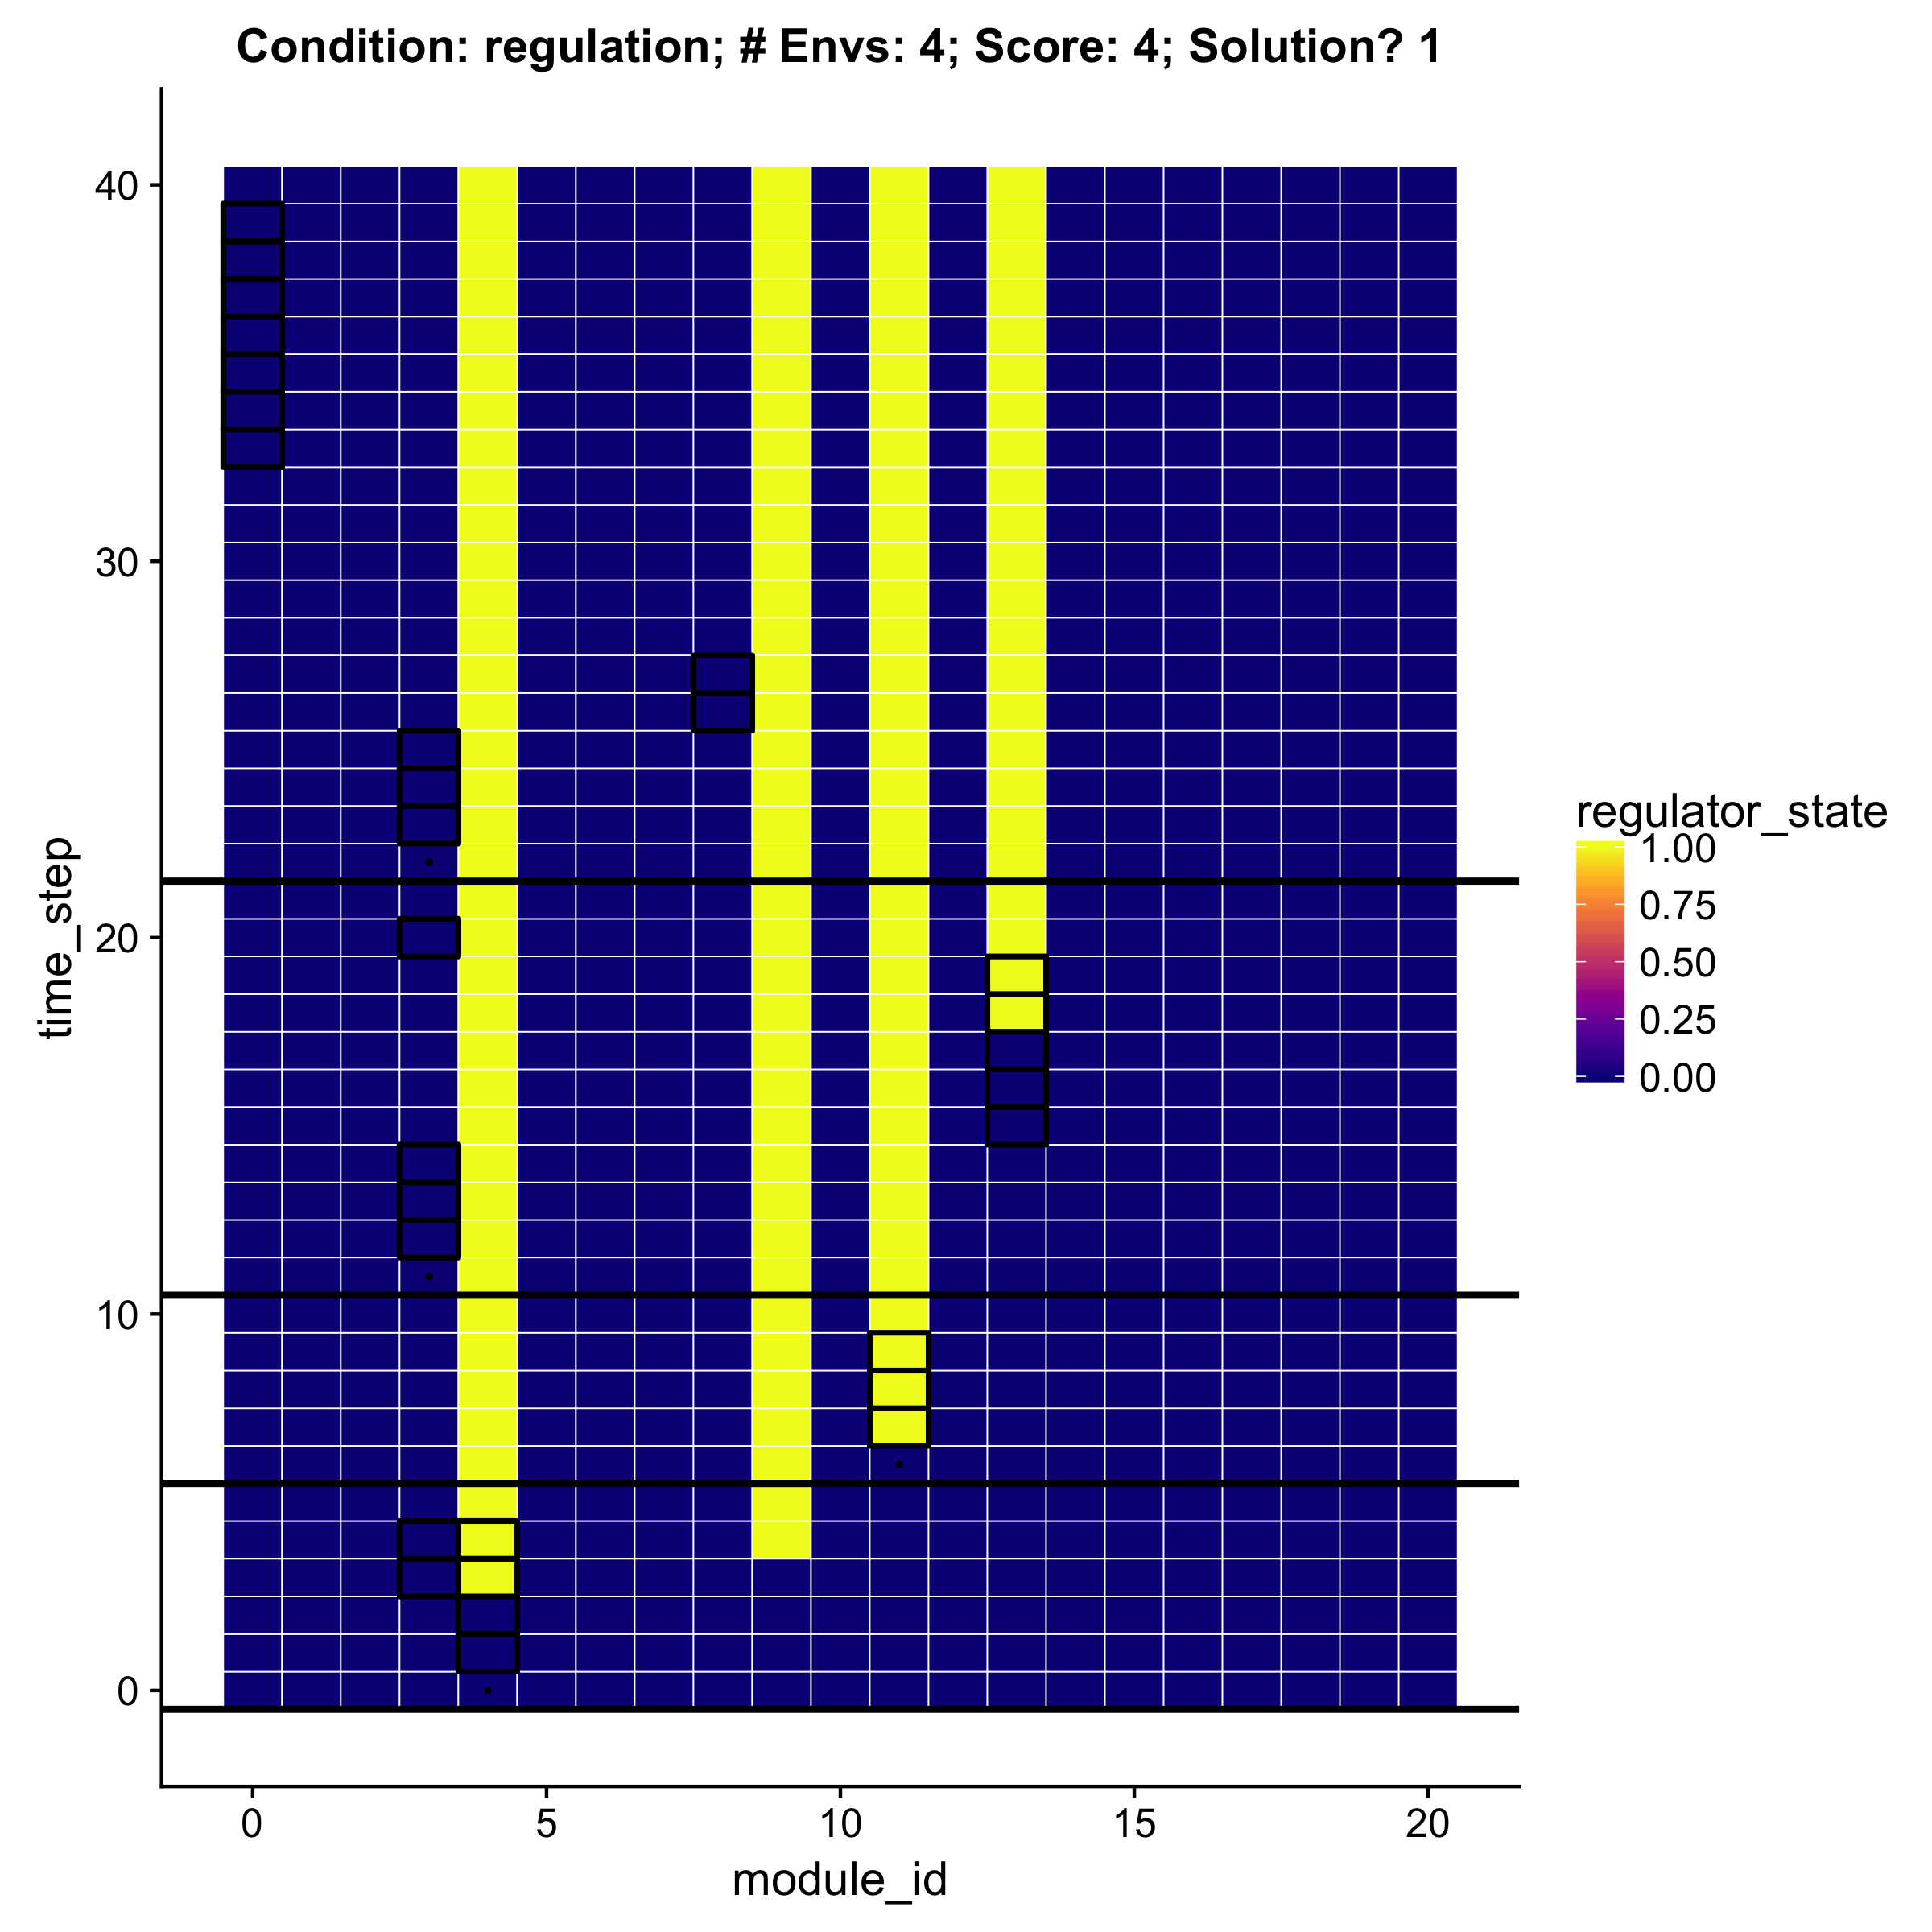 Condition: regulation; # Envs: 4; Score: 4; Solution? 1
time_step
40
30
20
10
0
0 5 10 15 20
module_id
regulator_state
1.00
0.75
0.50
0.25
0.00